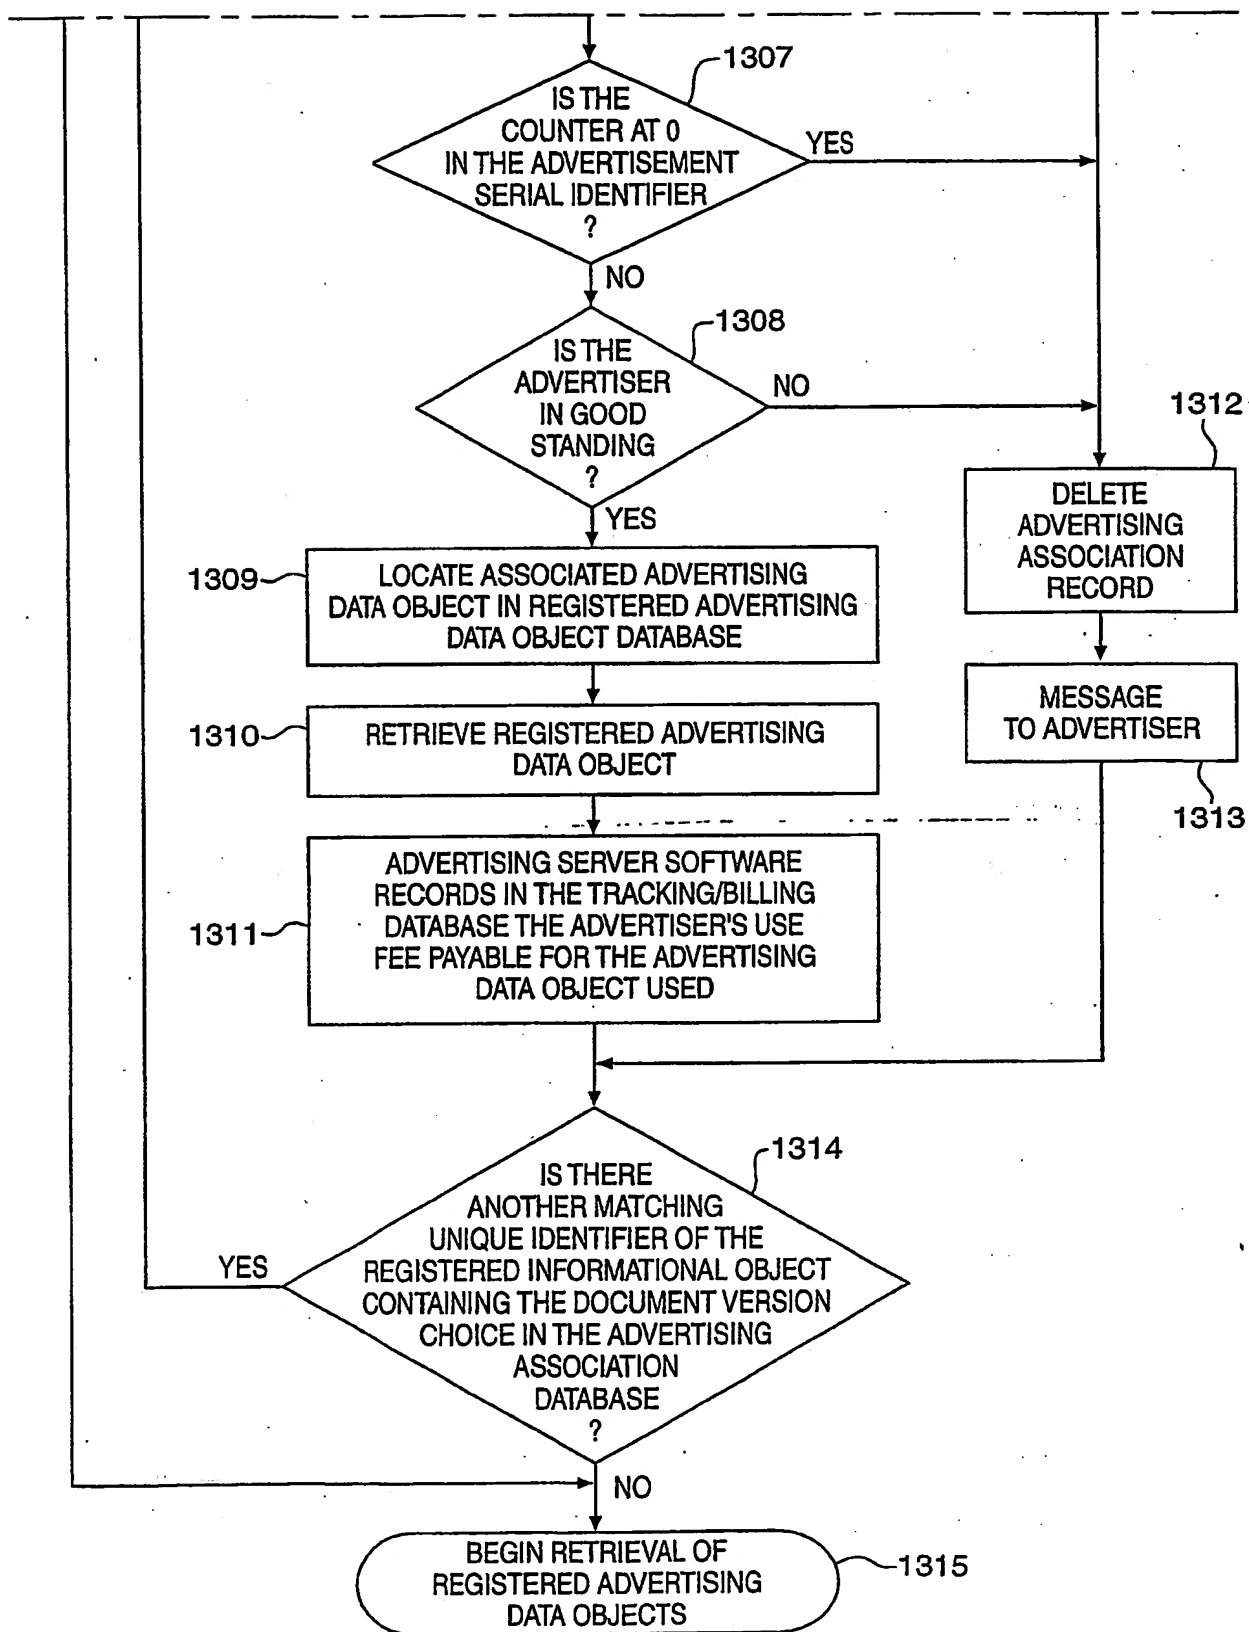 1307
IS THE
COUNTER AT 0
IN THE ADVERTISEMENT
SERIAL IDENTIFIER
?
YES
NO
1308
IS THE
ADVERTISER
IN GOOD
STANDING
?
NO
YES
1312
DELETE
ADVERTISING
ASSOCIATION
RECORD
1309
LOCATE ASSOCIATED ADVERTISING
DATA OBJECT IN REGISTERED ADVERTISING
DATA OBJECT DATABASE
MESSAGE
TO ADVERTISER
1313
1310
RETRIEVE REGISTERED ADVERTISING
DATA OBJECT
1311
ADVERTISING SERVER SOFTWARE
RECORDS IN THE TRACKING/BILLING
DATABASE THE ADVERTISER'S USE
FEE PAYABLE FOR THE ADVERTISING
DATA OBJECT USED
1314
IS THERE
ANOTHER MATCHING
UNIQUE IDENTIFIER OF THE
REGISTERED INFORMATIONAL OBJECT
CONTAINING THE DOCUMENT VERSION
CHOICE IN THE ADVERTISING
ASSOCIATION
DATABASE
?
YES
NO
BEGIN RETRIEVAL OF
REGISTERED ADVERTISING
DATA OBJECTS
1315